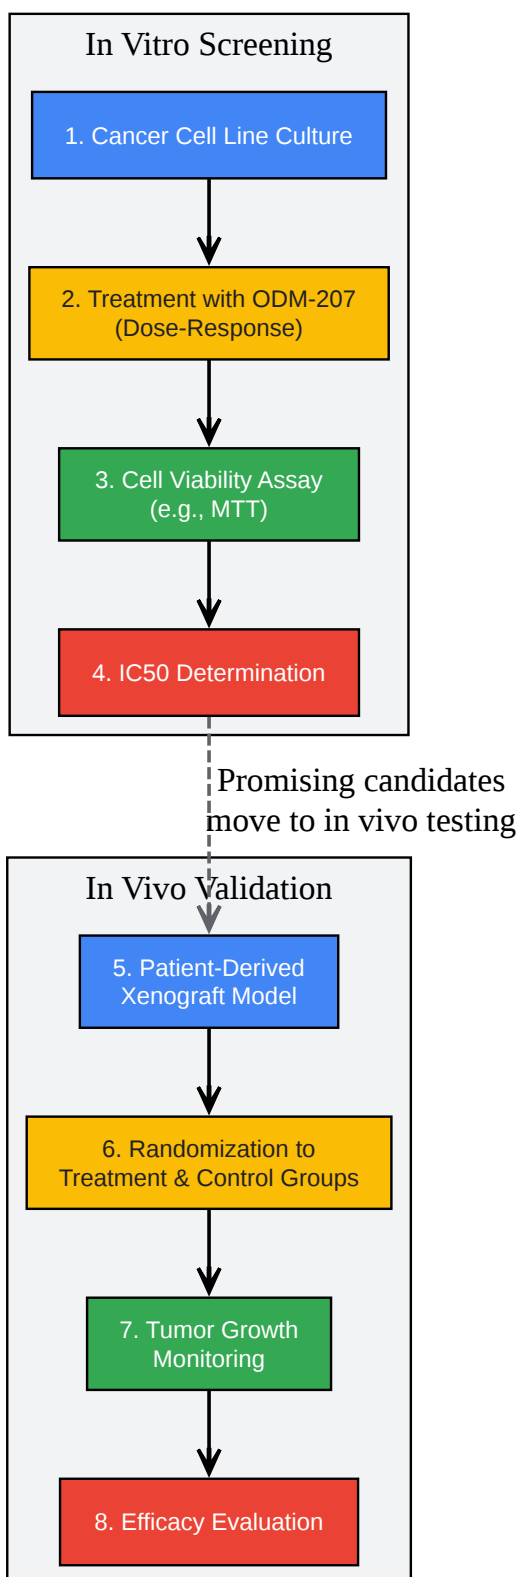 In Vitro Screening
1. Cancer Cell Line Culture
2. Treatment with ODM-207
(Dose-Response)
3. Cell Viability Assay
(e.g., MTT)
4. IC50 Determination
Promising candidates
move to in vivo testing
In Vivo Validation
5. Patient-Derived
Xenograft Model
6. Randomization to
Treatment & Control Groups
7. Tumor Growth
Monitoring
8. Efficacy Evaluation